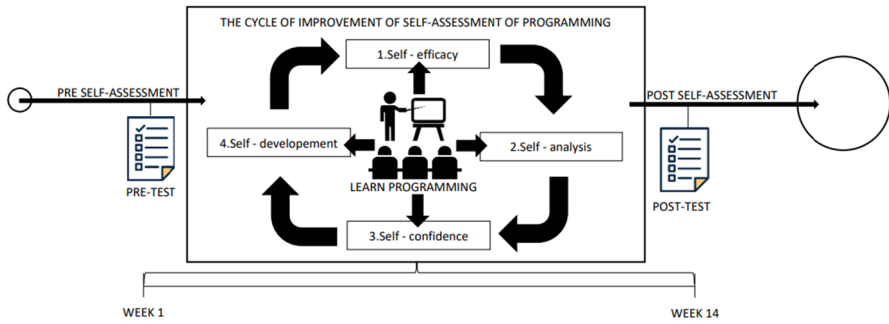 THE CYCLE OF IMPROVEMENT OF SELF-ASSESSMENT OF PROGRAMMING
1.Self - efficacy
PRE SELF-ASSESSMENT
POST SELF-ASSESSMENT
4.Self - developement
2.Self - analysis
PRE-TEST
LEARN PROGRAMMING
POST-TEST
3.Self - confidence
WEEK 1
WEEK 14